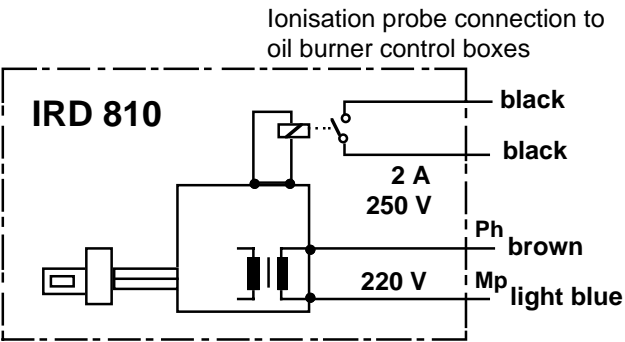 Ionisation probe connection to
oil burner control boxes
IRD 810
black
black
2 A
250 V
Ph
brown
220 V
Mp
light blue